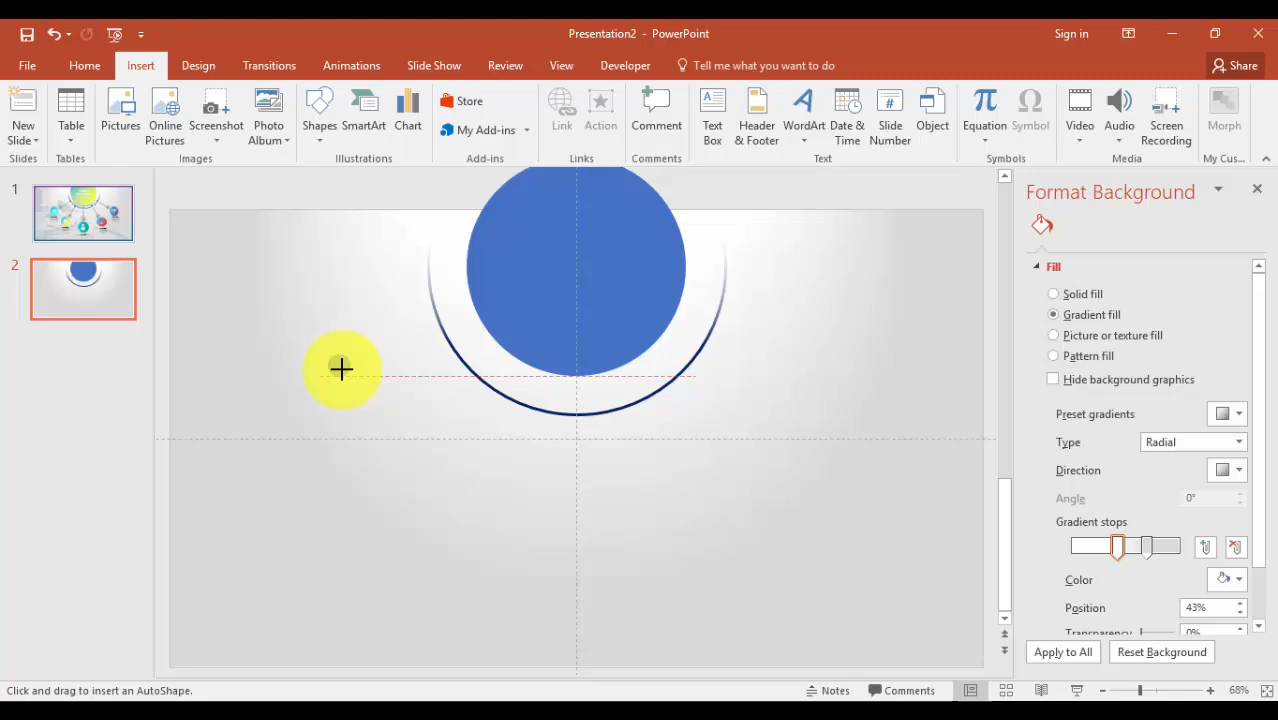 Presentation2 - PowerPoint
Sign in
File Home Insert Design Transitions Animations Slide Show Review View Developer Tell me what you want to do Share
New Slide
Table
Pictures
Online Pictures
Screenshot
Photo Album
Shapes
SmartArt
Chart
Store
My Add-ins
Link
Action
Comment
Text Box
Header & Footer
WordArt
Date & Time
Slide Number
Object
Equation
Symbol
Video
Audio
Screen Recording
Morph
Slides Tables Images Illustrations Add-ins Links Comments Text Symbols Media My Cus...
1
2
Format Background
Fill
Solid fill
Gradient fill
Picture or texture fill
Pattern fill
Hide background graphics
Preset gradients
Type Radial
Direction
Angle 0°
Gradient stops
Color
Position 43%
Transparency 0%
Apply to All Reset Background
Click and drag to insert an AutoShape.
Notes Comments 68%